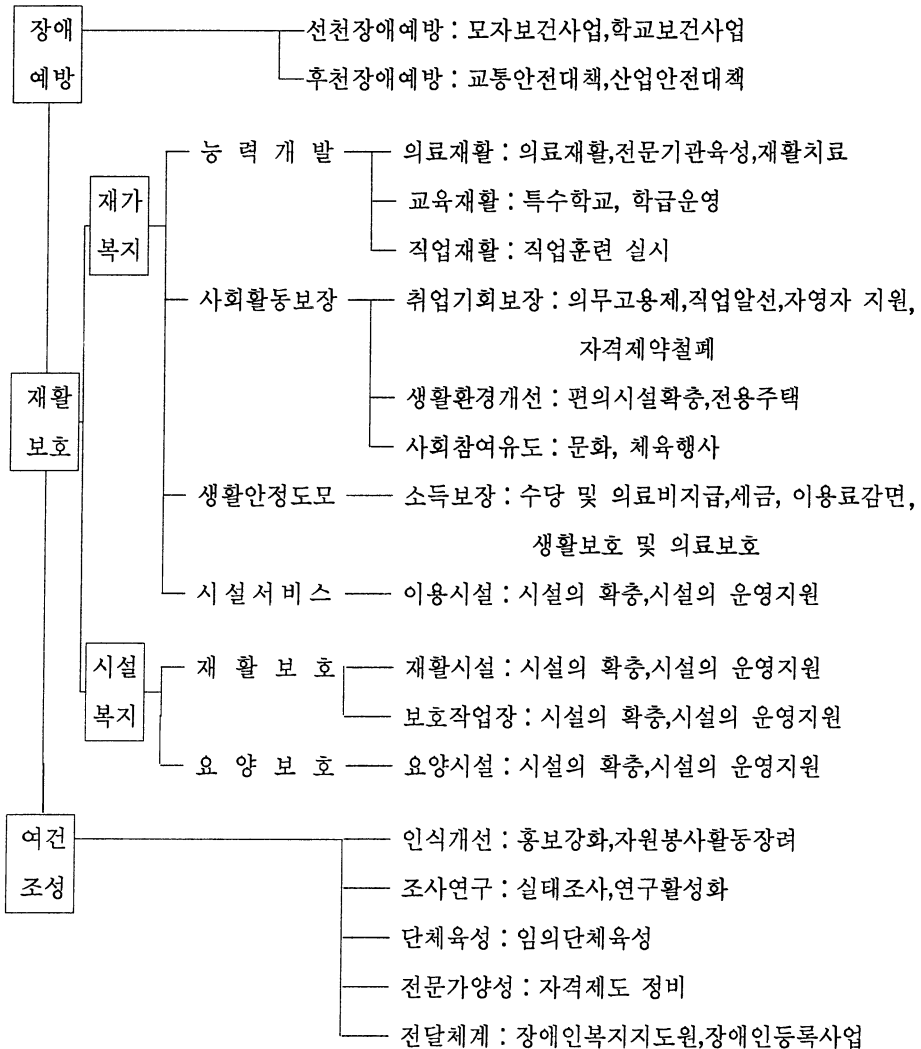 장애
예방
선천장애예방 : 모자보건사업,학교보건사업
후천장애예방 : 교통안전대책,산업안전대책
재활
보호
재가
복지
능 력 개 발
의료재활 : 의료재활,전문기관육성,재활치료
교육재활 : 특수학교, 학급운영
직업재활 : 직업훈련 실시
사회활동보장
취업기회보장 : 의무고용제,직업알선,자영자 지원,
자격제약철폐
생활환경개선 : 편의시설확충,전용주택
사회참여유도 : 문화, 체육행사
생활안정도모
소득보장 : 수당 및 의료비지급,세금, 이용료감면,
생활보호 및 의료보호
시설서비스
이용시설 : 시설의 확충,시설의 운영지원
시설
복지
재 활 보 호
재활시설 : 시설의 확충,시설의 운영지원
보호작업장 : 시설의 확충,시설의 운영지원
요 양 보 호
요양시설 : 시설의 확충,시설의 운영지원
여건
조성
인식개선 : 홍보강화,자원봉사활동장려
조사연구 : 실태조사,연구활성화
단체육성 : 임의단체육성
전문가양성 : 자격제도 정비
전달체계 : 장애인복지지도원,장애인등록사업